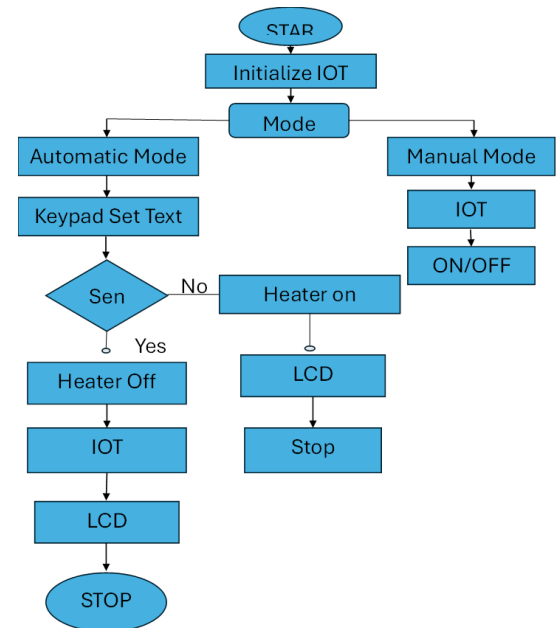 STAR
Initialize IOT
Mode
Automatic Mode
Manual Mode
Keypad Set Text
IOT
ON/OFF
Sen
No
Heater on
Yes
Heater Off
LCD
IOT
Stop
LCD
STOP